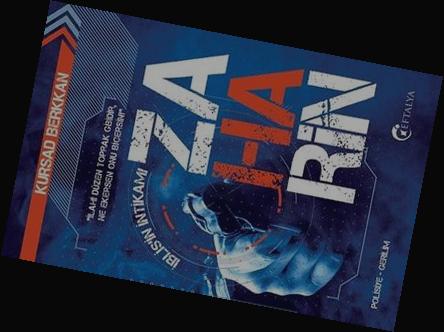 KÜRŞAD BERKKAN
"İLAHİ DÜZEN TOPRAK GİBİDİR,
NE EKERSEN ONU BİÇERSİN!"
ZA
HA
RİN
İBLİS'İN İNTİKAMI
EFTALYA
POLİSİYE - GERİLİM